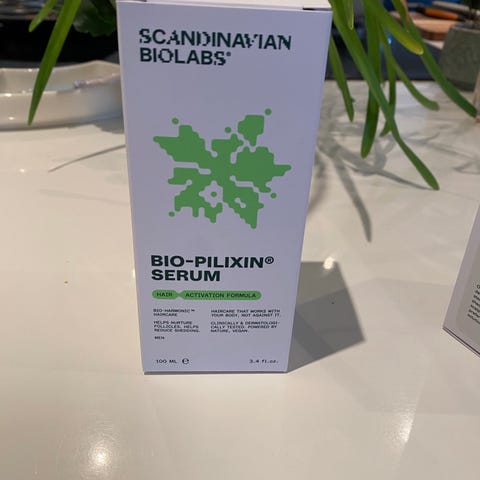 SCANDINAVIAN
BIOLABS®
BIO-PILIXIN®
SERUM
HAIR ACTIVATION FORMULA
BIO-HARMONIC™
HAIRCARE
HELPS NURTURE
FOLLICLES, HELPS
REDUCE SHEDDING.
MEN
HAIRCARE THAT WORKS WITH
YOUR BODY, NOT AGAINST IT.
CLINICALLY & DERMATOLOGI-
CALLY TESTED. POWERED BY
NATURE, VEGAN.
100 ML ℮
3.4 fl.oz.